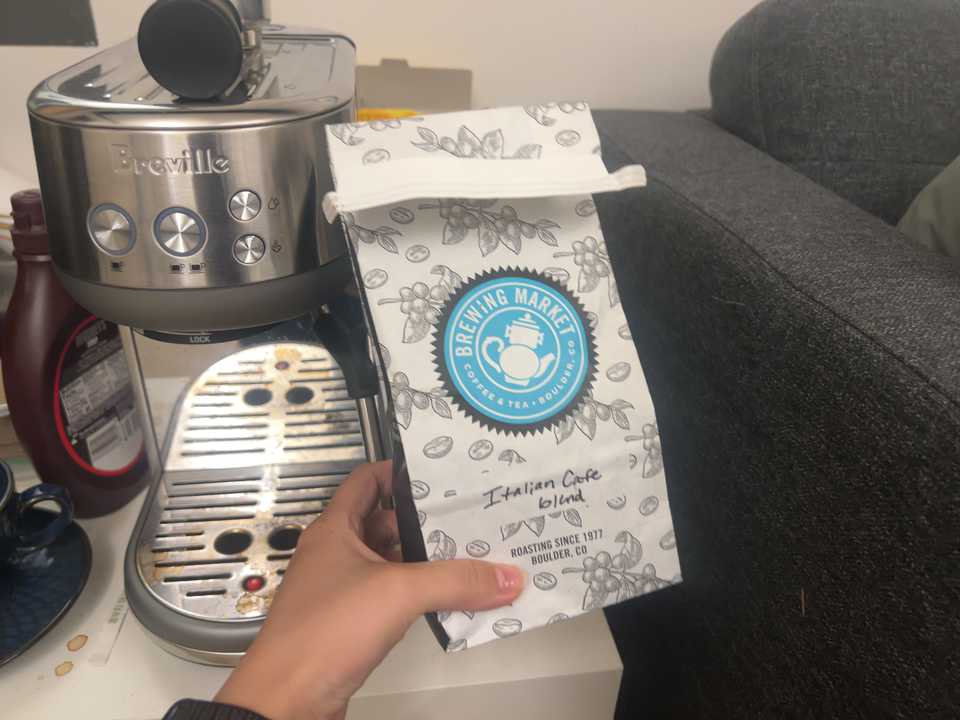 Breville
LOCK
BREWiNG MARKET
COFFEE & TEA • BOULDER, CO
Italian Cafe
blend
ROASTING SINCE 1977
BOULDER, CO